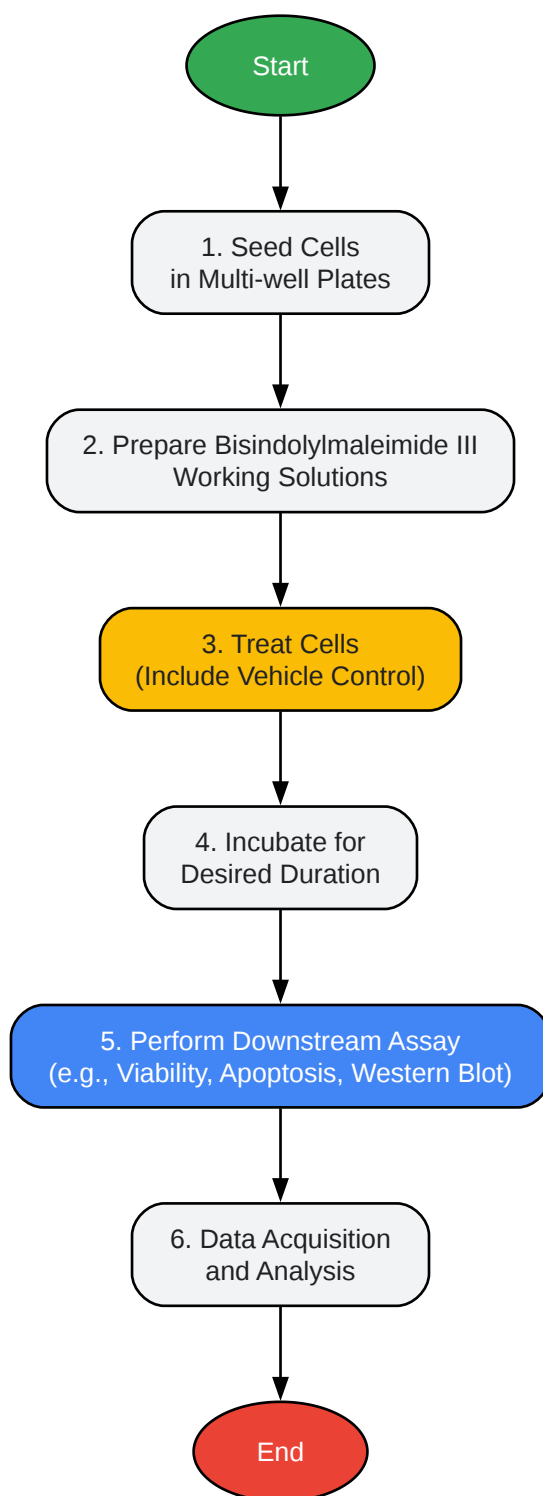 Start
1. Seed Cells
in Multi-well Plates
2. Prepare Bisindolylmaleimide III
Working Solutions
3. Treat Cells
(Include Vehicle Control)
4. Incubate for
Desired Duration
5. Perform Downstream Assay
(e.g., Viability, Apoptosis, Western Blot)
6. Data Acquisition
and Analysis
End